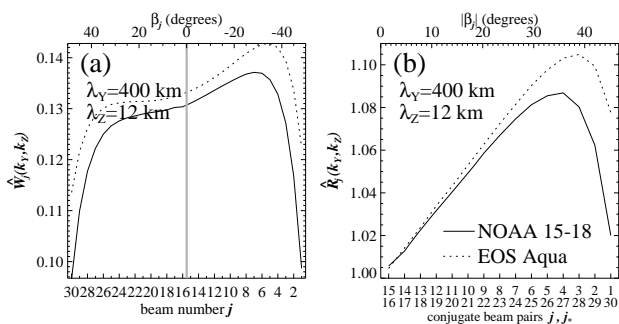 β_j (degrees)
40 20 0 -20 -40
(a)
λ_Y=400 km
λ_Z=12 km
0.14
0.13
0.12
0.11
0.10
Ŵ_j(k_Y,k_Z)
30 28 26 24 22 20 18 16 14 12 10 8 6 4 2
beam number j
|β_j| (degrees)
0 10 20 30 40
(b)
λ_Y=400 km
λ_Z=12 km
1.10
1.08
1.06
1.04
1.02
1.00
R̂_j(k_Y,k_Z)
NOAA 15-18
EOS Aqua
15 14 13 12 11 10 9 8 7 6 5 4 3 2 1
16 17 18 19 20 21 22 23 24 25 26 27 28 29 30
conjugate beam pairs j , j_*